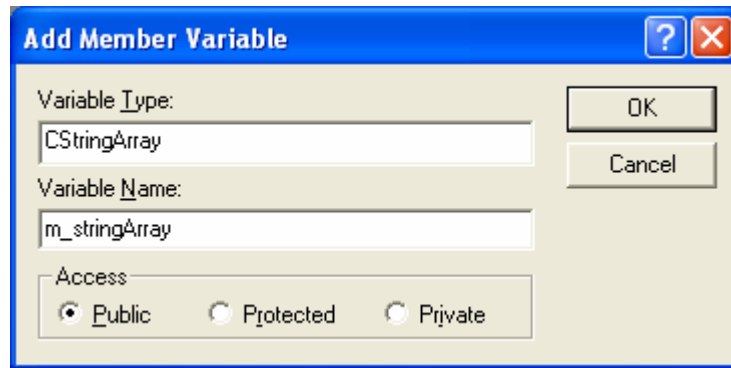 Add Member Variable
Variable Type:
OK
CStringArray
Cancel
Variable Name:
m_stringArray
Access
Public Protected Private